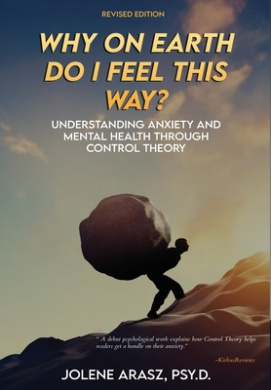 REVISED EDITION
WHY ON EARTH
DO I FEEL THIS
WAY?
UNDERSTANDING ANXIETY AND
MENTAL HEALTH THROUGH
CONTROL THEORY
" A debut psychological work explains how Control Theory helps
readers get a handle on their anxiety."
-KirkusReviews
JOLENE ARASZ, PSY.D.